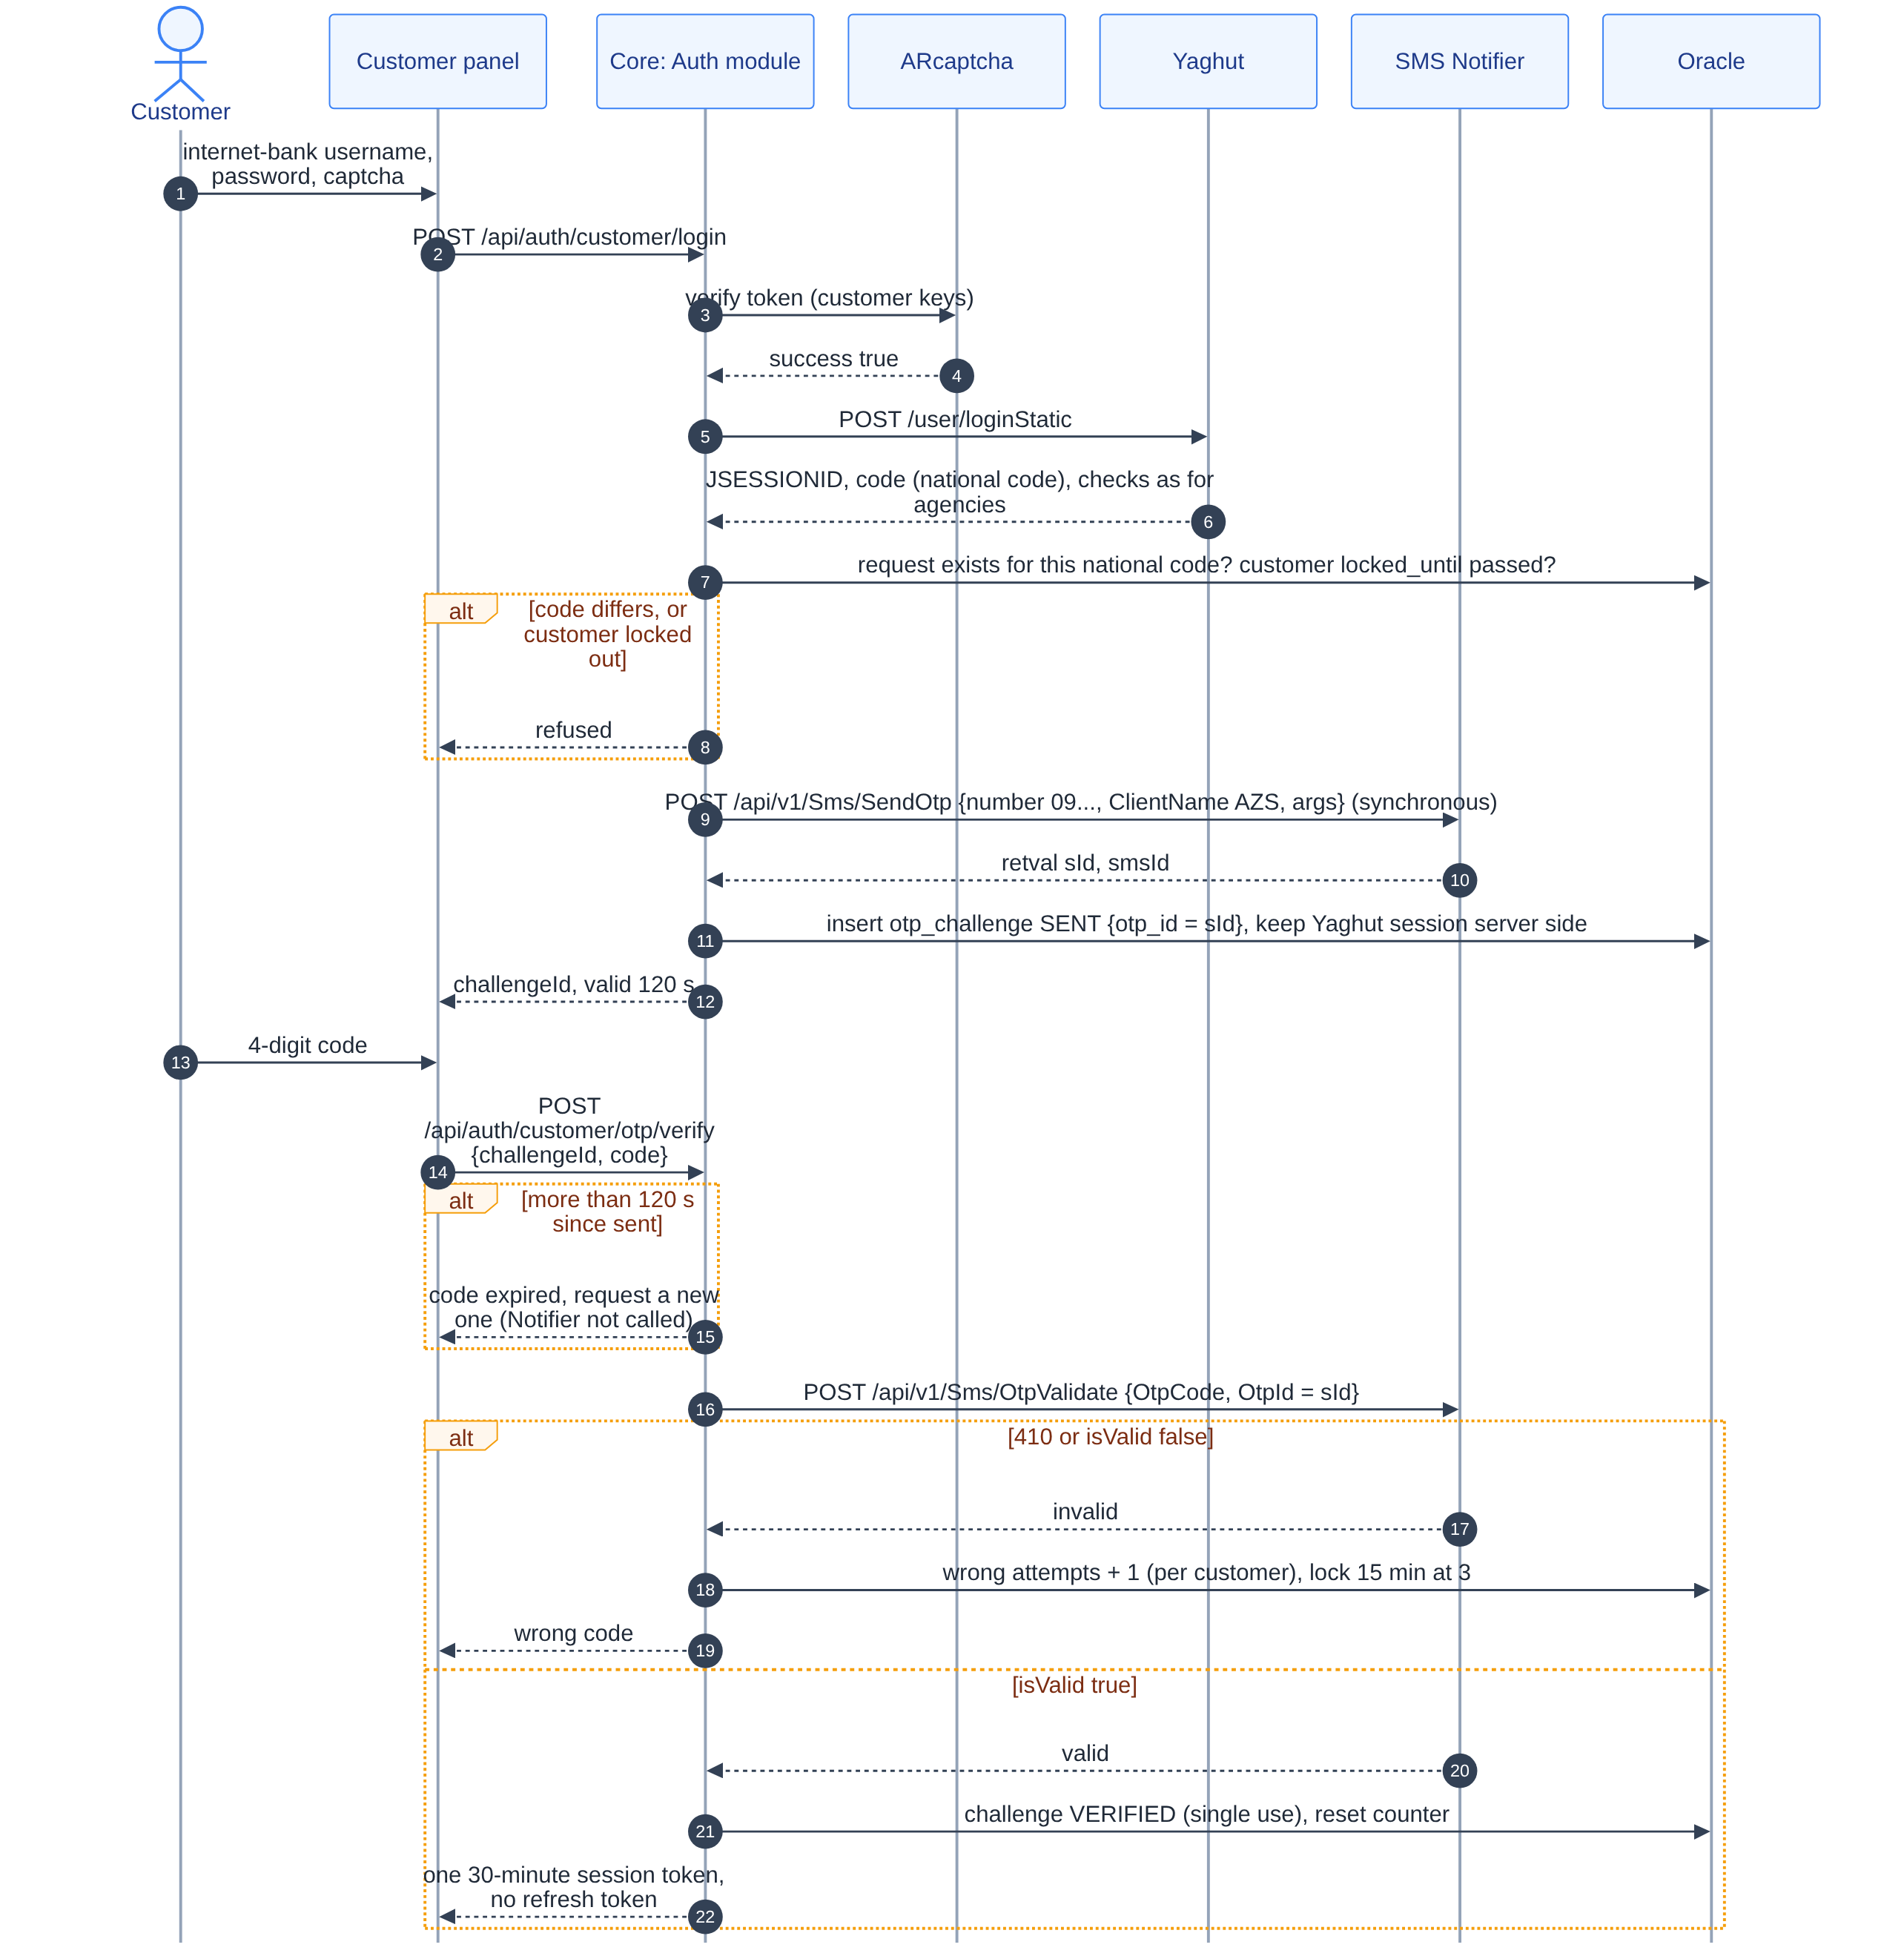 Customer
Customer panel
Core: Auth module
ARcaptcha
Yaghut
SMS Notifier
Oracle
internet-bank username,
password, captcha
1
POST /api/auth/customer/login
2
verify token (customer keys)
3
success true
4
POST /user/loginStatic
5
JSESSIONID, code (national code), checks as for
agencies
6
request exists for this national code? customer locked_until passed?
7
alt
[code differs, or
customer locked
out]
refused
8
POST /api/v1/Sms/SendOtp {number 09..., ClientName AZS, args} (synchronous)
9
retval sId, smsId
10
insert otp_challenge SENT {otp_id = sId}, keep Yaghut session server side
11
challengeId, valid 120 s
12
4-digit code
13
POST
/api/auth/customer/otp/verify
{challengeId, code}
14
alt
[more than 120 s
since sent]
code expired, request a new
one (Notifier not called)
15
POST /api/v1/Sms/OtpValidate {OtpCode, OtpId = sId}
16
alt
[410 or isValid false]
invalid
17
wrong attempts + 1 (per customer), lock 15 min at 3
18
wrong code
19
[isValid true]
valid
20
challenge VERIFIED (single use), reset counter
21
one 30-minute session token,
no refresh token
22